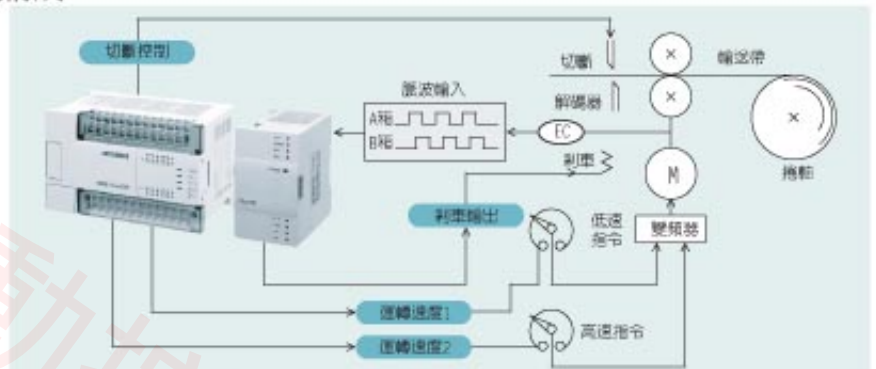 切斷控制
切斷
輸送帶
脈波輸入
解碼器
A相
B相
EC
剎車
M
捲軸
剎車輸出
低速
指令
變頻器
運轉速度1
高速指令
運轉速度2